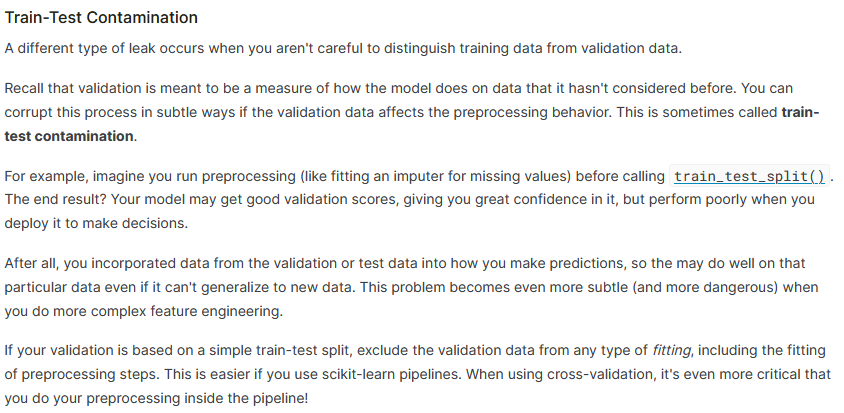 Train-Test Contamination
A different type of leak occurs when you aren't careful to distinguish training data from validation data.
Recall that validation is meant to be a measure of how the model does on data that it hasn't considered before. You can
corrupt this process in subtle ways if the validation data affects the preprocessing behavior. This is sometimes called train-
test contamination.
For example, imagine you run preprocessing (like fitting an imputer for missing values) before calling train_test_split().
The end result? Your model may get good validation scores, giving you great confidence in it, but perform poorly when you
deploy it to make decisions.
After all, you incorporated data from the validation or test data into how you make predictions, so the may do well on that
particular data even if it can't generalize to new data. This problem becomes even more subtle (and more dangerous) when
you do more complex feature engineering.
If your validation is based on a simple train-test split, exclude the validation data from any type of fitting, including the fitting
of preprocessing steps. This is easier if you use scikit-learn pipelines. When using cross-validation, it's even more critical that
you do your preprocessing inside the pipeline!